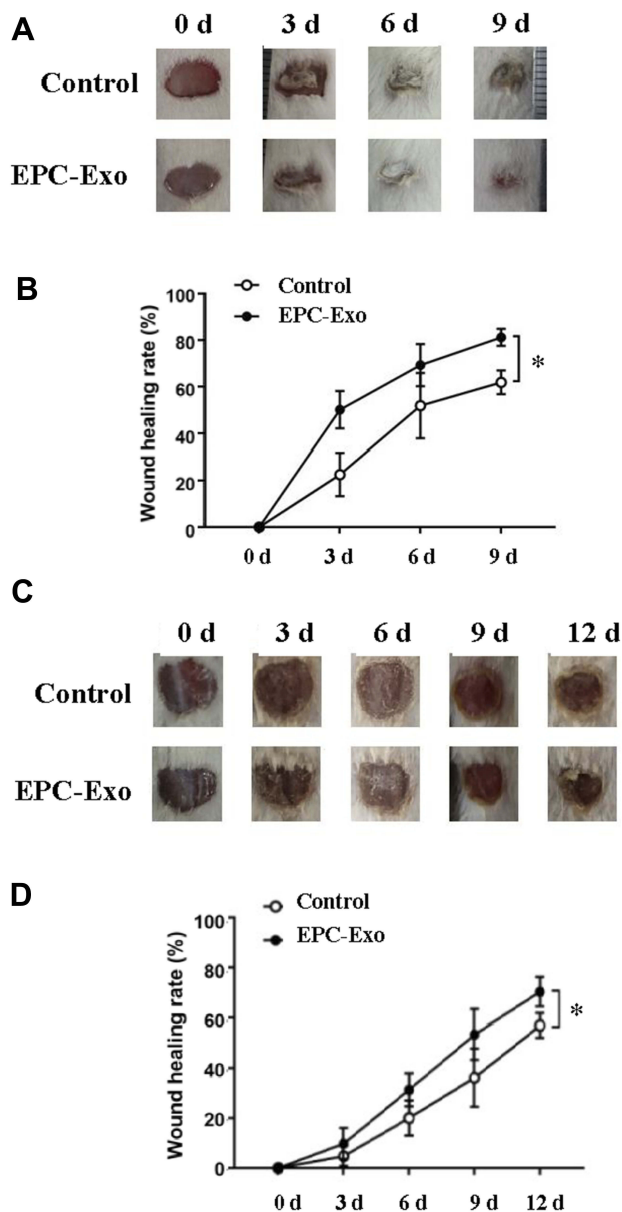 A
0 d 3 d 6 d 9 d
Control
EPC-Exo
B
Control
EPC-Exo
Wound healing rate (%)
100
80
60
40
20
0
*
0 d 3 d 6 d 9 d
C
0 d 3 d 6 d 9 d 12 d
Control
EPC-Exo
D
Control
EPC-Exo
Wound healing rate (%)
100
80
60
40
20
0
*
0 d 3 d 6 d 9 d 12 d